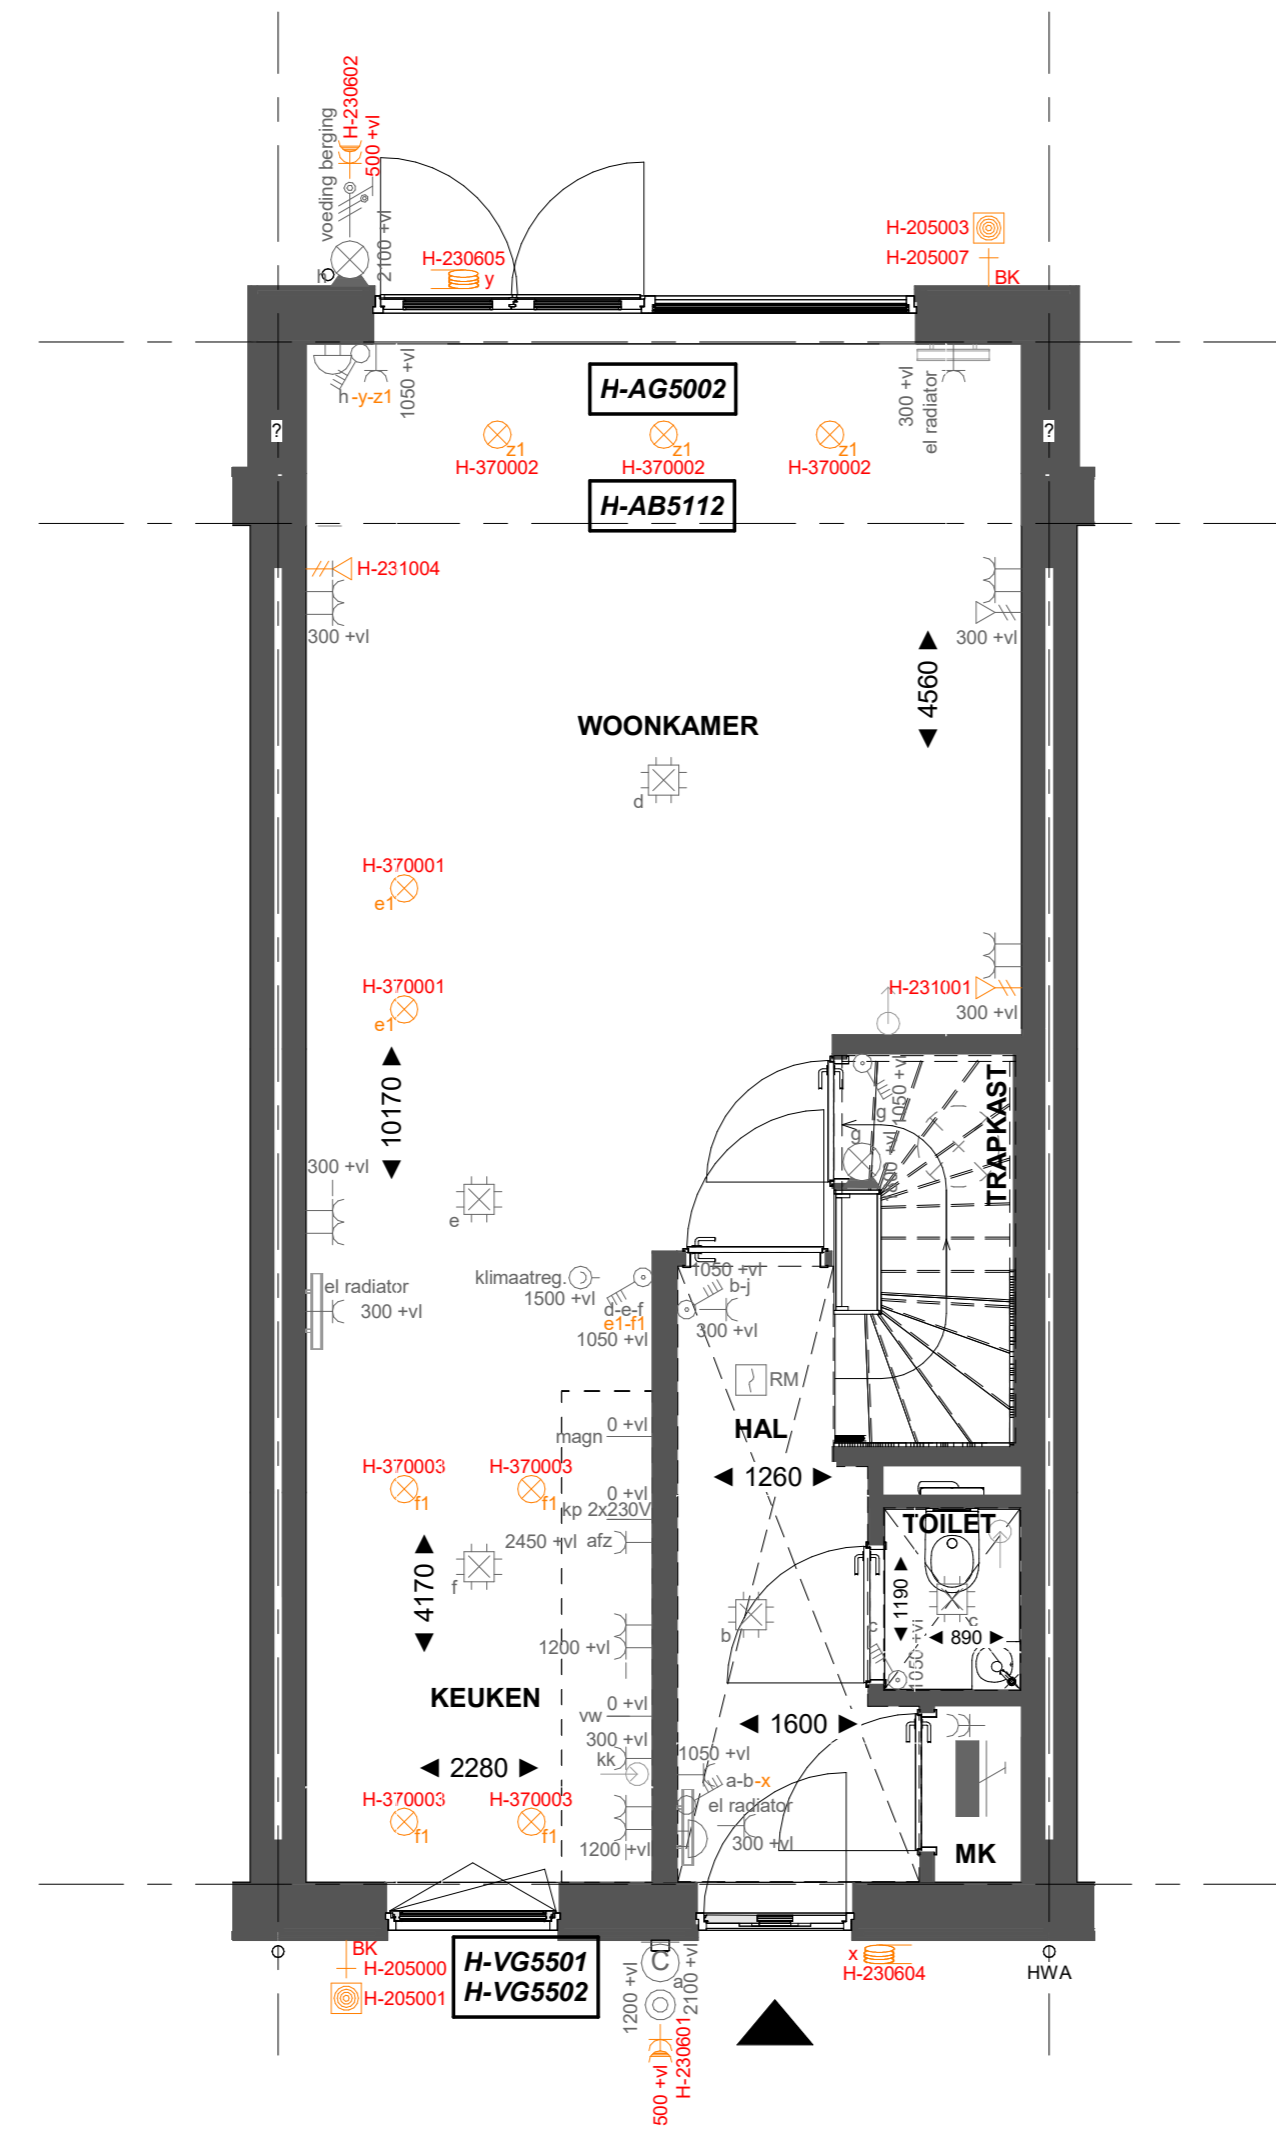 voeding berging
H-230602
500 +vl
2100 +vl
h
H-230605
y
H-205003
H-205007
BK
h-y-z1
1050 +vl
H-AG5002
300 +vl
el radiator
?
?
z1
H-370002
z1
H-370002
z1
H-370002
H-AB5112
H-231004
300 +vl
300 +vl
4560
WOONKAMER
d
H-370001
e1
H-370001
e1
H-231001
300 +vl
10170
TRAPKAST
1050 +vl
g
g
300 +vl
e
klimaatreg.
1500 +vl
d-e-f
e1-f1
1050 +vl
el radiator
300 +vl
1050 +vl
b-j
300 +vl
RM
HAL
1260
0 +vl
magn
0 +vl
kp 2x230V
2450 +vl afz
H-370003
f1
H-370003
f1
4170
f
TOILET
1190
890
c
c
1050 +vl
b
1200 +vl
KEUKEN
0 +vl
vw
300 +vl
kk
2280
1600
1050 +vl
a-b-x
el radiator
300 +vl
H-370003
f1
H-370003
f1
1200 +vl
MK
BK
H-205000
H-205001
H-VG5501
H-VG5502
C
a
1200 +vl
2100 +vl
500 +vl
H-230601
x
H-230604
HWA